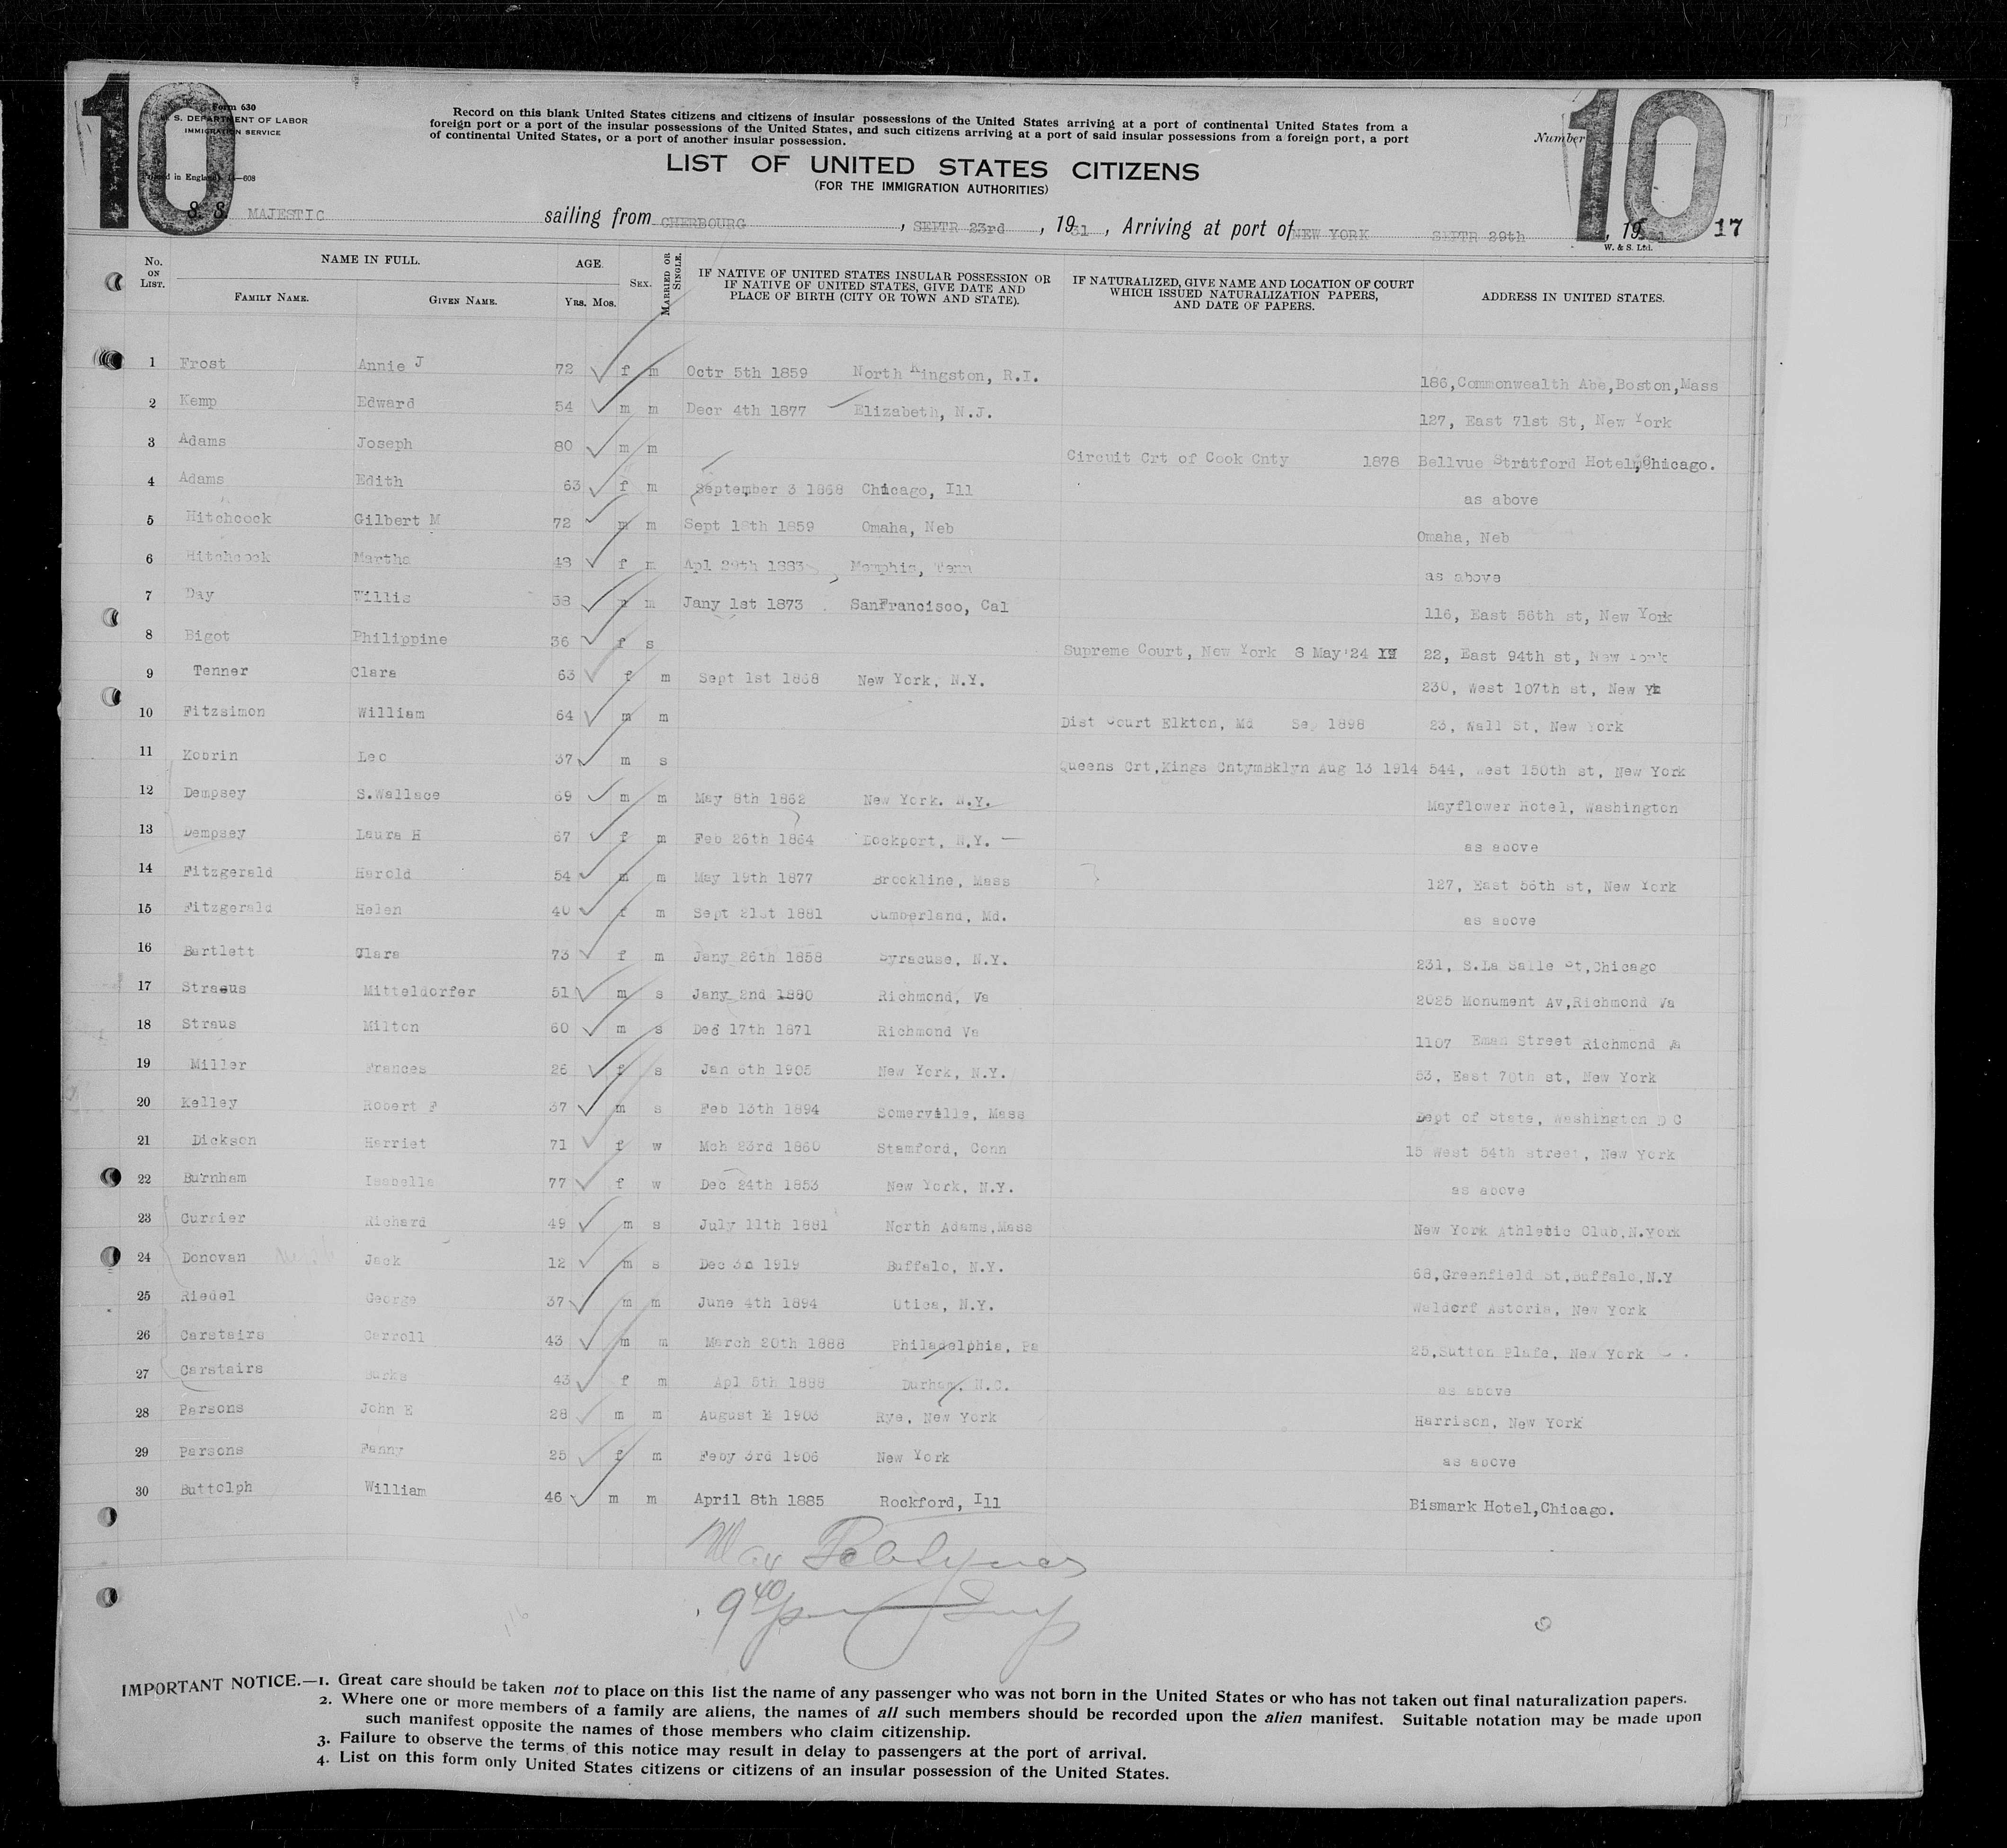 10
10
Form 630
U. S. DEPARTMENT OF LABOR
IMMIGRATION SERVICE
Printed in England
—608
Record on this blank United States citizens and citizens of insular possessions of the United States arriving at a port of continental United States from a
foreign port or a port of the insular possessions of the United States, and such citizens arriving at a port of said insular possessions from a foreign port, a port
of continental United States, or a port of another insular possession.
Number
LIST OF UNITED STATES CITIZENS
(FOR THE IMMIGRATION AUTHORITIES)
S. S. MAJESTIC sailing from CHERBOURG, SEPTR 23rd, 1931, Arriving at port of NEW YORK SEPTR 29th, 1931
W. & S. Ltd.
17
No. ON LIST. NAME IN FULL. FAMILY NAME. GIVEN NAME. AGE. YRS. MOS. SEX. MARRIED OR SINGLE. IF NATIVE OF UNITED STATES INSULAR POSSESSION OR IF NATIVE OF UNITED STATES, GIVE DATE AND PLACE OF BIRTH (CITY OR TOWN AND STATE). IF NATURALIZED, GIVE NAME AND LOCATION OF COURT WHICH ISSUED NATURALIZATION PAPERS, AND DATE OF PAPERS. ADDRESS IN UNITED STATES.
1 Frost Annie J 72 f m Octr 5th 1859 North Kingston, R.I. 186,Commonwealth Abe,Boston,Mass
2 Kemp Edward 54 m m Decr 4th 1877 Elizabeth, N.J. 127, East 71st St, New York
3 Adams Joseph 80 m m Circuit Crt of Cook Cnty 1878 Bellvue Stratford Hotel,Chicago.
4 Adams Edith 63 f m September 3 1868 Chicago, Ill as above
5 Hitchcock Gilbert M 72 m m Sept 18th 1859 Omaha, Neb Omaha, Neb
6 Hitchcock Martha 48 f m Apl 29th 1883 Memphis, Tenn as above
7 Day Willis 58 m m Jany 1st 1873 SanFrancisco, Cal 116, East 56th st, New York
8 Bigot Philippine 36 f s Supreme Court, New York 8 May'24 22, East 94th st, New York
9 Tenner Clara 63 f m Sept 1st 1868 New York, N.Y. 230, West 107th st, New Yk
10 Fitzsimon William 64 m m Dist Court Elkton, Md Sep 1898 23, Wall St, New York
11 Kobrin Leo 37 m s Queens Crt,Kings CntymBklyn Aug 13 1914 544, West 150th st, New York
12 Dempsey S.Wallace 69 m m May 8th 1862 New York. N.Y. Mayflower Hotel, Washington
13 Dempsey Laura H 67 f m Feb 26th 1864 Lockport, N.Y. as above
14 Fitzgerald Harold 54 m m May 19th 1877 Brookline, Mass 127, East 56th st, New York
15 Fitzgerald Helen 40 f m Sept 21st 1881 Cumberland, Md. as above
16 Bartlett Clara 73 f m Jany 26th 1858 Syracuse, N.Y. 231, S.La Salle St,Chicago
17 Straeus Mitteldorfer 51 m s Jany 2nd 1880 Richmond, Va 2025 Monument Av,Richmond Va
18 Straus Milton 60 m s Dec 17th 1871 Richmond Va 1107 Street Richmond
19 Miller Frances 26 f s Jan 6th 1905 New York, N.Y. 53, East 70th st, New York
20 Kelley Robert F 37 m s Feb 13th 1894 Somerville, Mass Dept of State, Washington D C
21 Dickson Harriet 71 f w Mch 23rd 1860 Stamford, Conn 15 West 54th street, New York
22 Burnham Isabella 77 f w Dec 24th 1853 New York, N.Y. as above
23 Currier Richard 49 m s July 11th 1881 North Adams,Mass New York Athletic Club,N.York
24 Donovan Jack 12 m s Dec 1919 Buffalo, N.Y. 68,Greenfield St,Buffalo,N.Y
25 Riedel George 37 m m June 4th 1894 Utica, N.Y. Waldorf Astoria, New York
26 Carstairs Carroll 43 m m March 20th 1888 Philadelphia, Pa 25,Sutton Plafe, New York
27 Carstairs 43 f m Apl 5th 1888 Durham, N.C. as above
28 Parsons John E 28 m m August 1903 Rye, New York Harrison, New York
29 Parsons Fanny 25 f m Feby 3rd 1906 New York as above
30 Buttolph William 46 m m April 8th 1885 Rockford, Ill Bismark Hotel,Chicago.
940
IMPORTANT NOTICE.—1. Great care should be taken not to place on this list the name of any passenger who was not born in the United States or who has not taken out final naturalization papers.
2. Where one or more members of a family are aliens, the names of all such members should be recorded upon the alien manifest. Suitable notation may be made upon
such manifest opposite the names of those members who claim citizenship.
3. Failure to observe the terms of this notice may result in delay to passengers at the port of arrival.
4. List on this form only United States citizens or citizens of an insular possession of the United States.